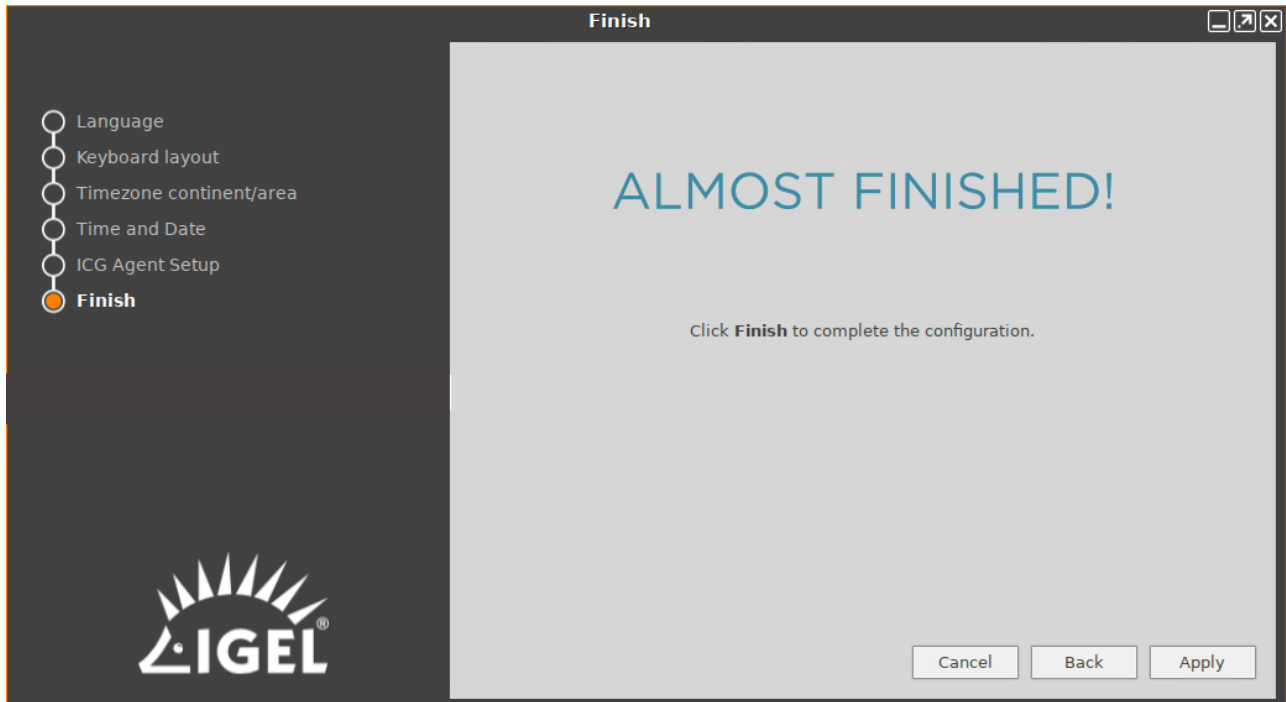 Finish
Language
Keyboard layout
Timezone continent/area
Time and Date
ICG Agent Setup
Finish
ALMOST FINISHED!
Click Finish to complete the configuration.
IGEL®
Cancel
Back
Apply